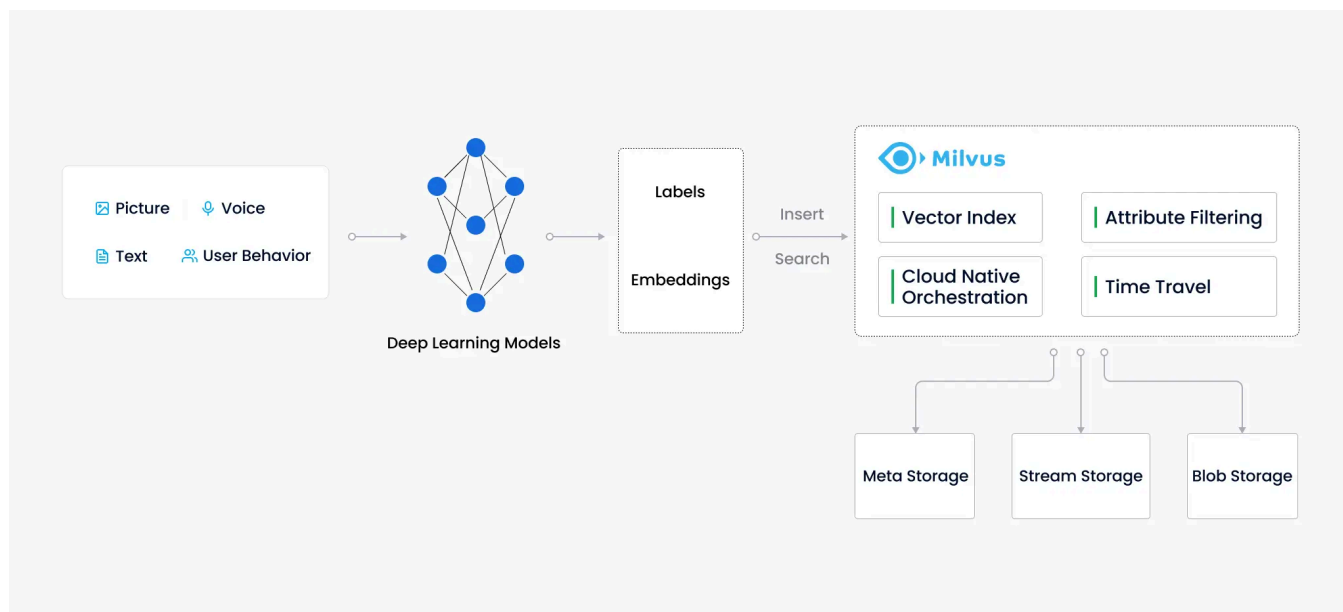 Picture
Voice
Text
User Behavior
Deep Learning Models
Labels
Embeddings
Insert
Search
Milvus
Vector Index
Attribute Filtering
Cloud Native
Orchestration
Time Travel
Meta Storage
Stream Storage
Blob Storage